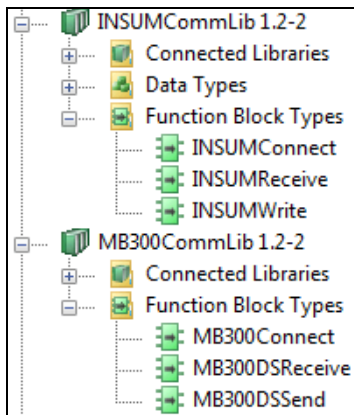 INSUMCommLib 1.2-2
Connected Libraries
Data Types
Function Block Types
INSUMConnect
INSUMReceive
INSUMWrite
MB300CommLib 1.2-2
Connected Libraries
Function Block Types
MB300Connect
MB300DSReceive
MB300DSSend